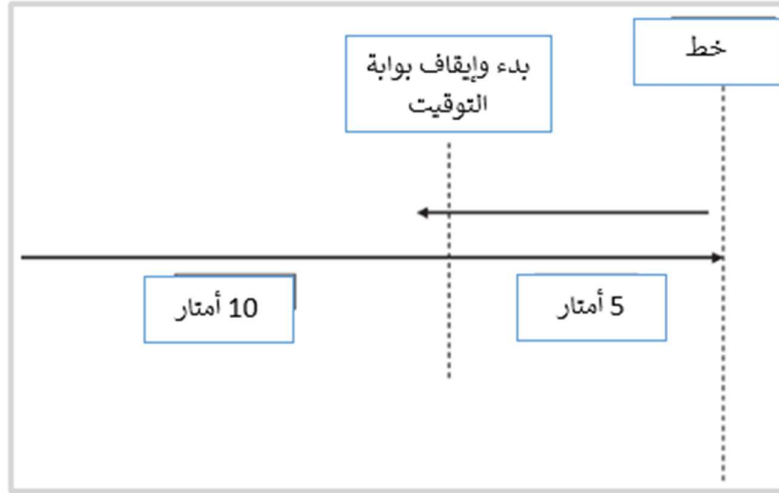 خط
بدء وإيقاف بوابة
التوقيت
5 أمتار
10 أمتار